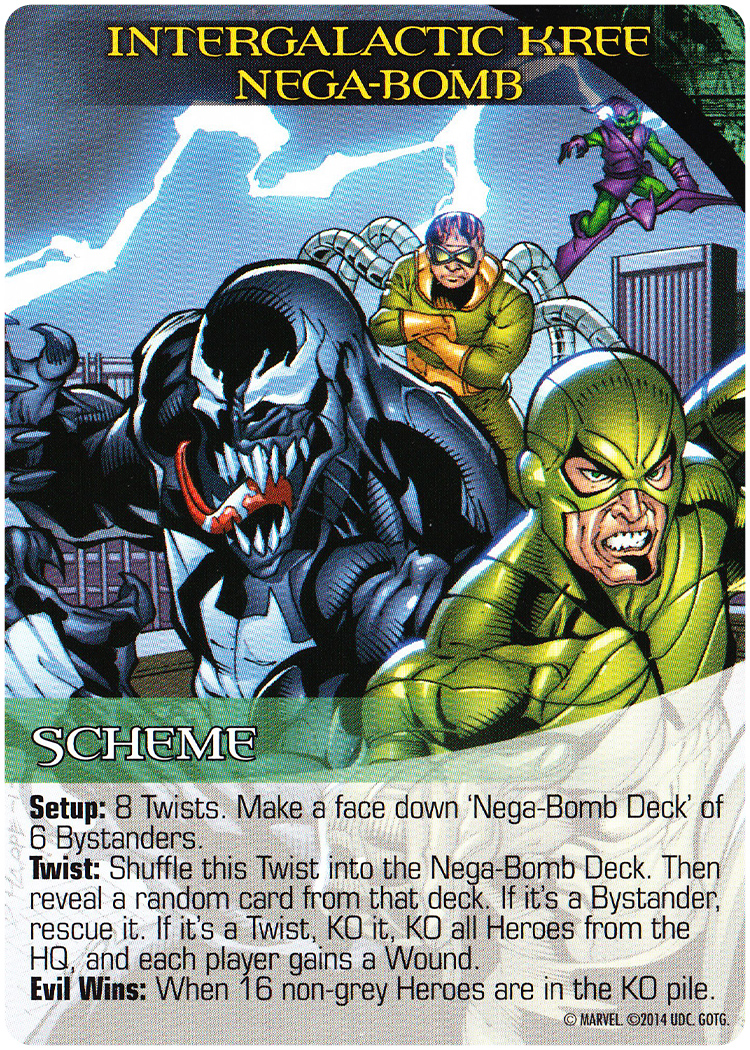 INTERGALACTIC KREE
NEGA-BOMB
SCHEME
Setup: 8 Twists. Make a face down 'Nega-Bomb Deck' of
6 Bystanders.
Twist: Shuffle this Twist into the Nega-Bomb Deck. Then
reveal a random card from that deck. If it's a Bystander,
rescue it. If it's a Twist, KO it, KO all Heroes from the
HQ, and each player gains a Wound.
Evil Wins: When 16 non-grey Heroes are in the KO pile.
© MARVEL. ©2014 UDC. GOTG.